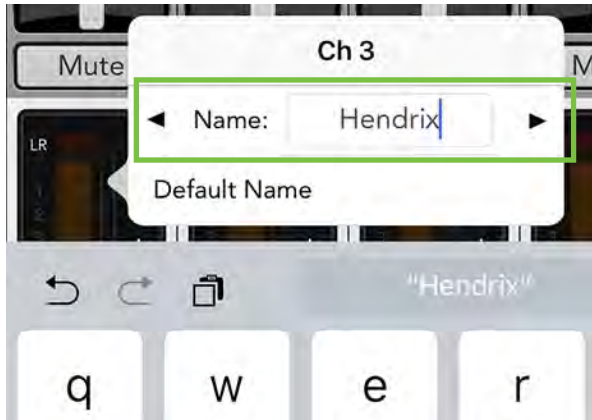 Mute
Ch 3
M
Name: Hendrix
LR
Default Name
"Hendrix"
q w e r